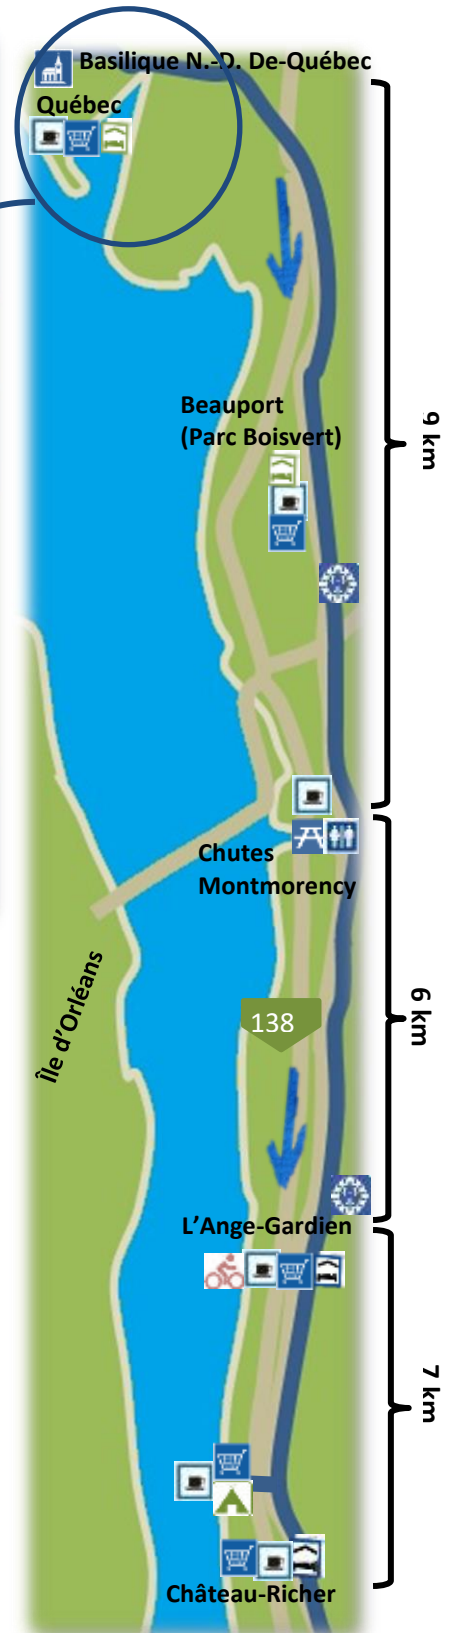 Basilique N.-D. De-Québec
Québec
Beauport
(Parc Boisvert)
9 km
Chutes
Montmorency
Île d'Orléans
138
6 km
L'Ange-Gardien
7 km
Château-Richer